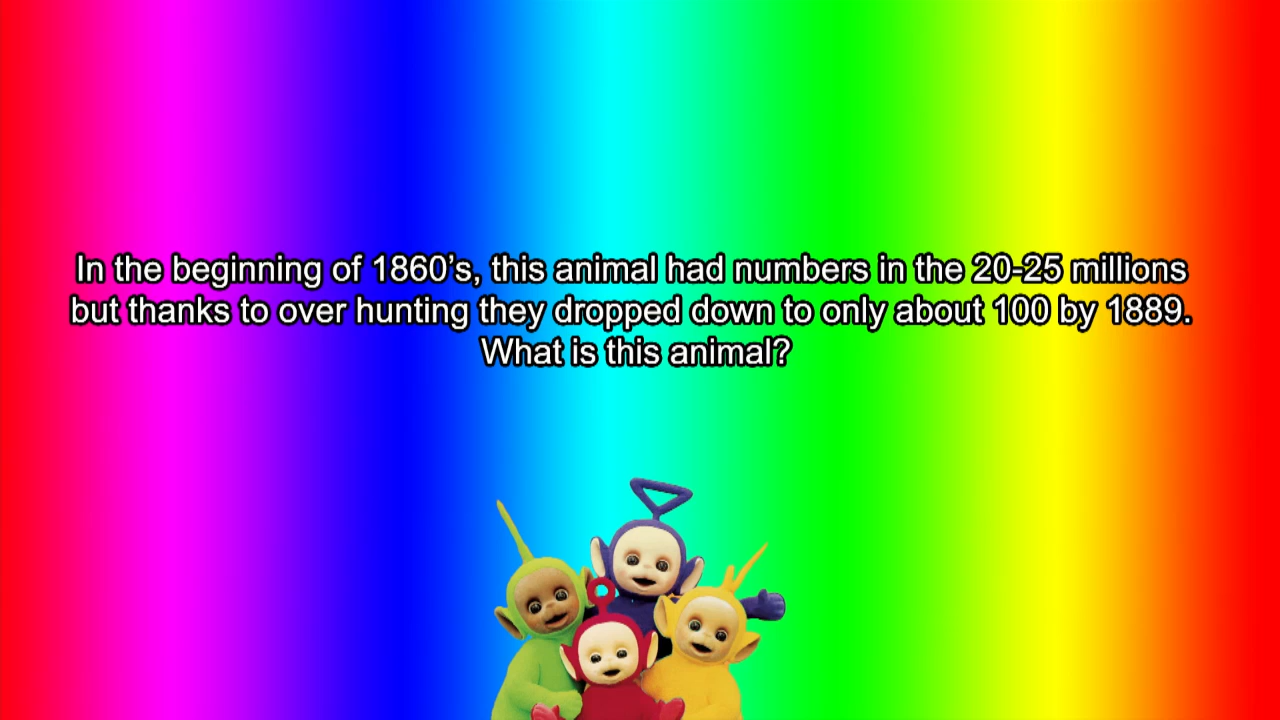 In the beginning of 1860’s, this animal had numbers in the 20-25 millions
but thanks to over hunting they dropped down to only about 100 by 1889.
What is this animal?